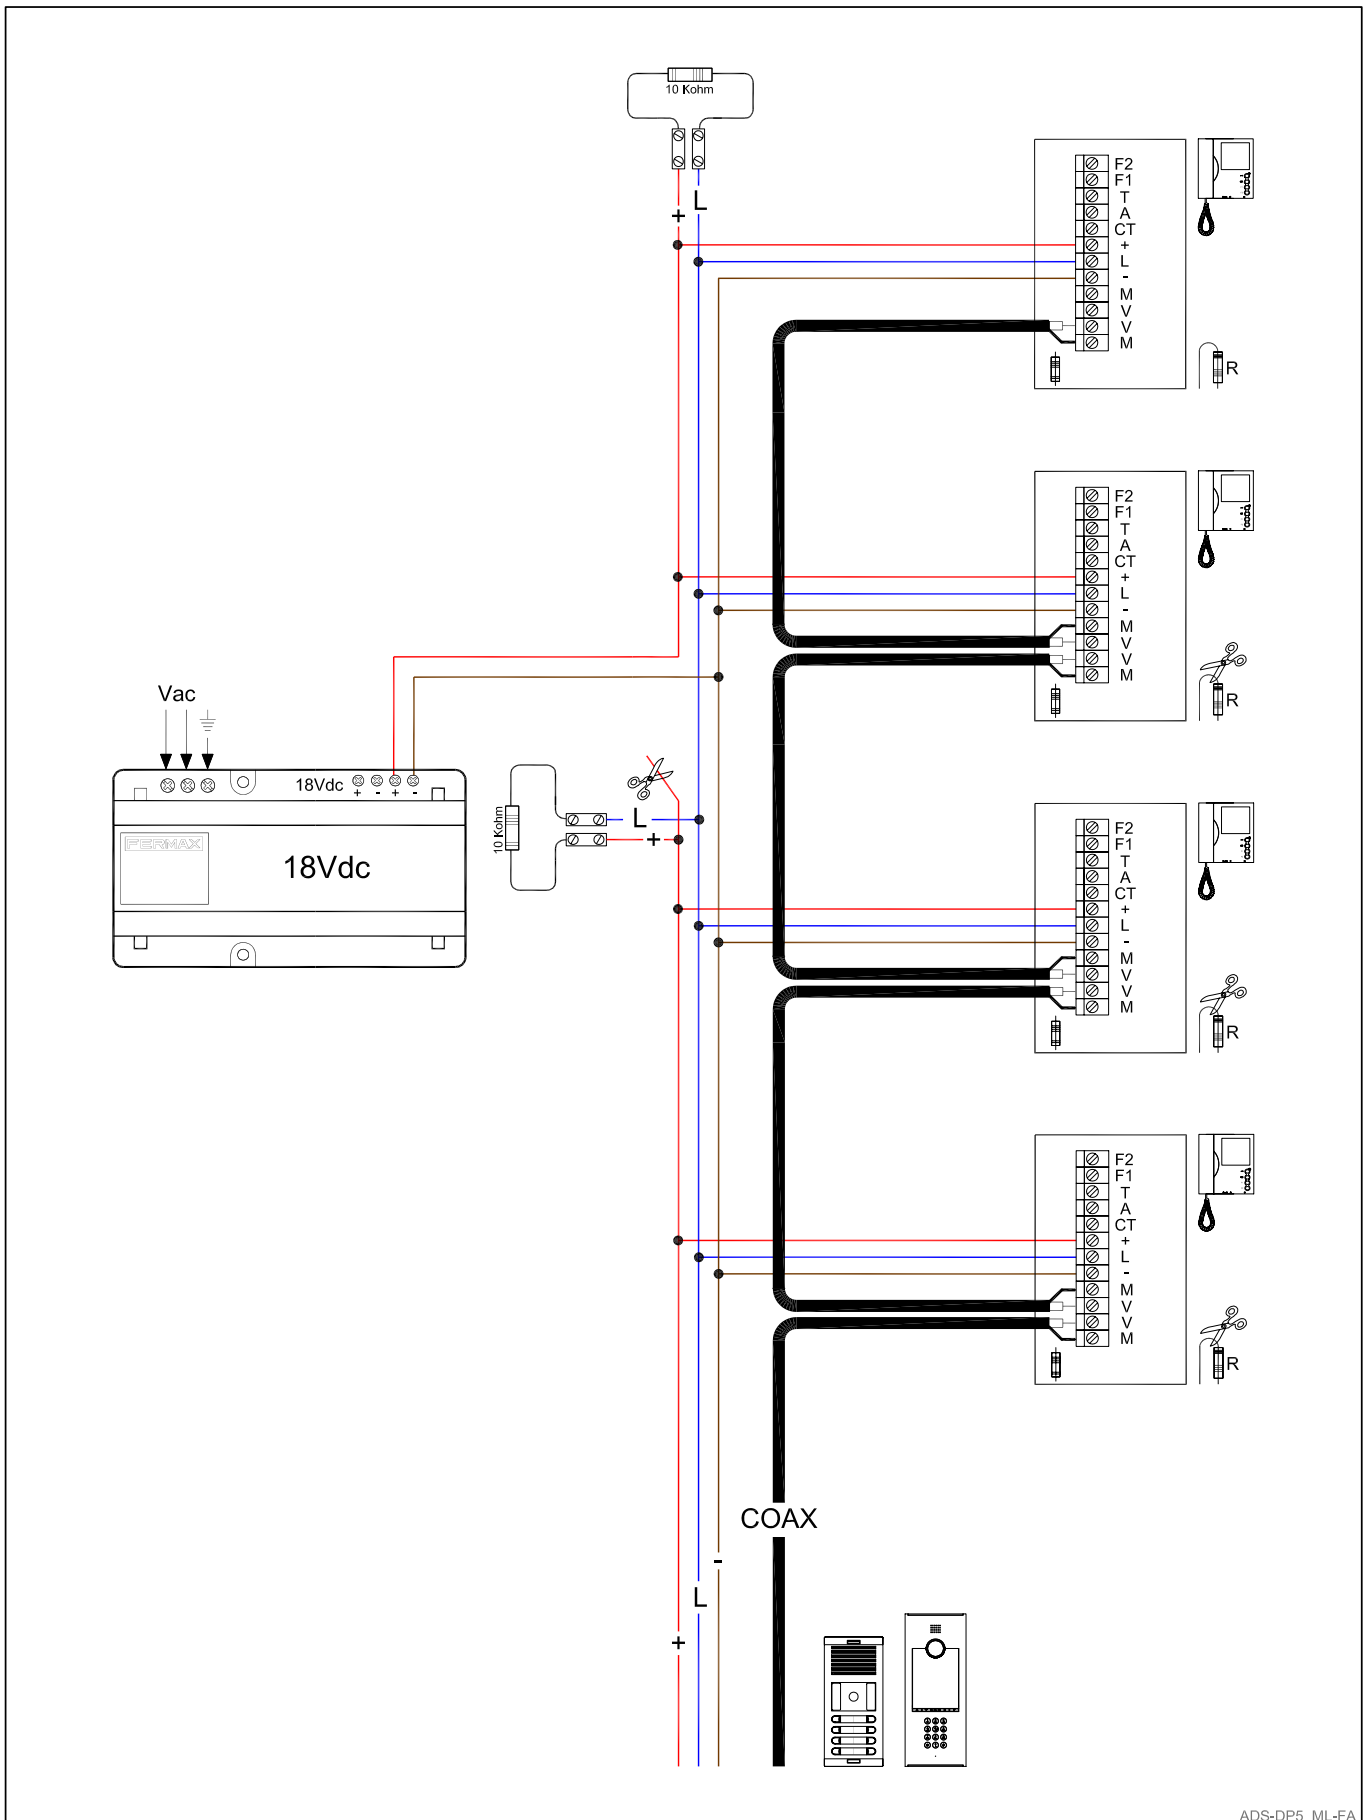 10 Kohm
L
+
F2
F1
T
A
CT
+
L
-
M
V
V
M
R
F2
F1
T
A
CT
+
L
-
M
V
V
M
R
Vac
18Vdc
+ - + -
FERMAX
18Vdc
10 Kohm
L
+
F2
F1
T
A
CT
+
L
-
M
V
V
M
R
F2
F1
T
A
CT
+
L
-
M
V
V
M
R
COAX
-
L
+
ADS-DP5_ML-FA